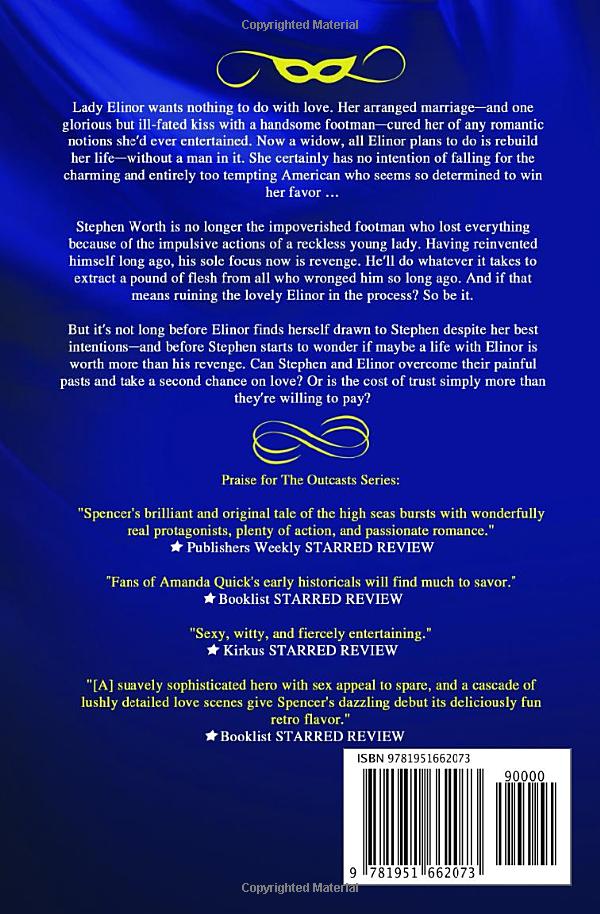 Copyrighted Material
Lady Elinor wants nothing to do with love. Her arranged marriage—and one
glorious but ill-fated kiss with a handsome footman—cured her of any romantic
notions she'd ever entertained. Now a widow, all Elinor plans to do is rebuild
her life—without a man in it. She certainly has no intention of falling for the
charming and entirely too tempting American who seems so determined to win
her favor ...
Stephen Worth is no longer the impoverished footman who lost everything
because of the impulsive actions of a reckless young lady. Having reinvented
himself long ago, his sole focus now is revenge. He'll do whatever it takes to
extract a pound of flesh from all who wronged him so long ago. And if that
means ruining the lovely Elinor in the process? So be it.
But it's not long before Elinor finds herself drawn to Stephen despite her best
intentions—and before Stephen starts to wonder if maybe a life with Elinor is
worth more than his revenge. Can Stephen and Elinor overcome their painful
pasts and take a second chance on love? Or is the cost of trust simply more than
they're willing to pay?
Praise for The Outcasts Series:
"Spencer's brilliant and original tale of the high seas bursts with wonderfully
real protagonists, plenty of action, and passionate romance."
★ Publishers Weekly STARRED REVIEW
"Fans of Amanda Quick's early historicals will find much to savor."
★ Booklist STARRED REVIEW
"Sexy, witty, and fiercely entertaining."
★ Kirkus STARRED REVIEW
"[A] suavely sophisticated hero with sex appeal to spare, and a cascade of
lushly detailed love scenes give Spencer's dazzling debut its deliciously fun
retro flavor."
★ Booklist STARRED REVIEW
ISBN 9781951662073
90000
9 781951 662073
Copyrighted Material